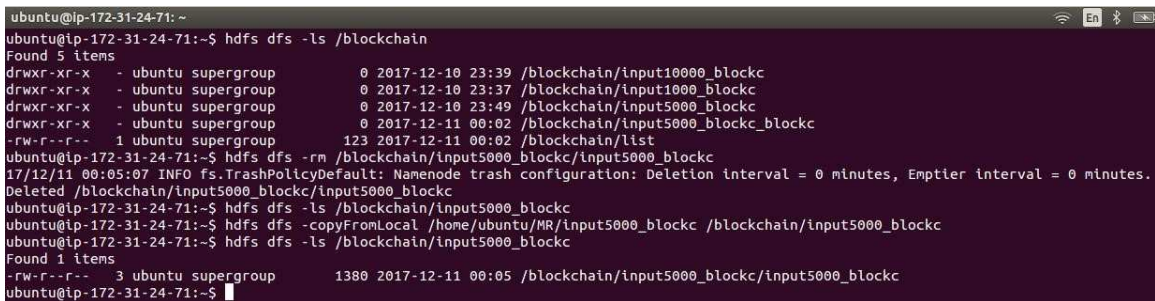 ubuntu@ip-172-31-24-71: ~
En
ubuntu@ip-172-31-24-71:~$ hdfs dfs -ls /blockchain
Found 5 items
drwxr-xr-x   - ubuntu supergroup          0 2017-12-10 23:39 /blockchain/input10000_blockc
drwxr-xr-x   - ubuntu supergroup          0 2017-12-10 23:37 /blockchain/input1000_blockc
drwxr-xr-x   - ubuntu supergroup          0 2017-12-10 23:49 /blockchain/input5000_blockc
drwxr-xr-x   - ubuntu supergroup          0 2017-12-11 00:02 /blockchain/input5000_blockc_blockc
-rw-r--r--   1 ubuntu supergroup        123 2017-12-11 00:02 /blockchain/list
ubuntu@ip-172-31-24-71:~$ hdfs dfs -rm /blockchain/input5000_blockc/input5000_blockc
17/12/11 00:05:07 INFO fs.TrashPolicyDefault: Namenode trash configuration: Deletion interval = 0 minutes, Emptier interval = 0 minutes.
Deleted /blockchain/input5000_blockc/input5000_blockc
ubuntu@ip-172-31-24-71:~$ hdfs dfs -ls /blockchain/input5000_blockc
ubuntu@ip-172-31-24-71:~$ hdfs dfs -copyFromLocal /home/ubuntu/MR/input5000_blockc /blockchain/input5000_blockc
ubuntu@ip-172-31-24-71:~$ hdfs dfs -ls /blockchain/input5000_blockc
Found 1 items
-rw-r--r--   3 ubuntu supergroup       1380 2017-12-11 00:05 /blockchain/input5000_blockc/input5000_blockc
ubuntu@ip-172-31-24-71:~$